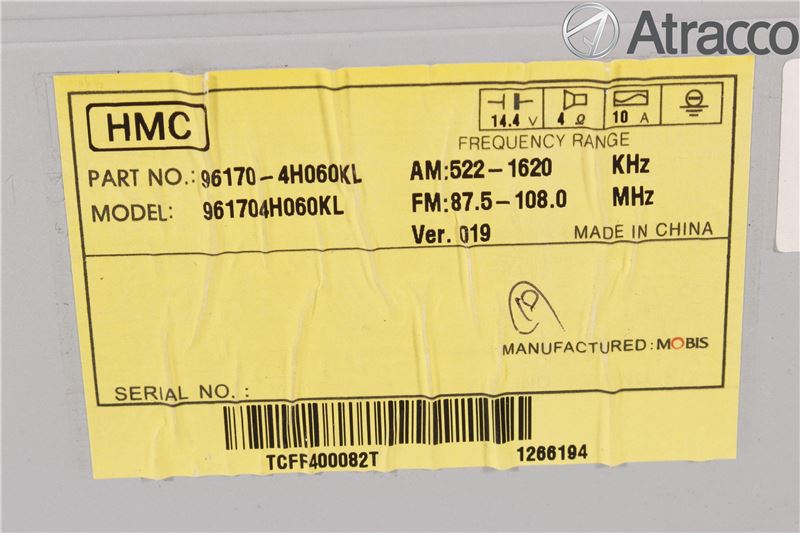 Atracco
HMC
14.4 V 4 Ω 10 A
FREQUENCY RANGE
PART NO.: 96170-4H060KL AM:522-1620 KHz
MODEL: 961704H060KL FM:87.5-108.0 MHz
Ver. 019 MADE IN CHINA
MANUFACTURED: MOBIS
SERIAL NO. :
TCFF400082T 1266194